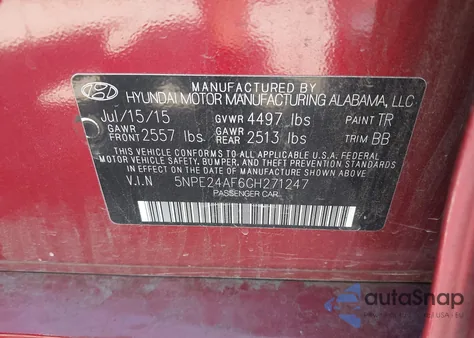 MANUFACTURED BY
HYUNDAI MOTOR MANUFACTURING ALABAMA, LLC
Jul/15/15 GVWR 4497 lbs PAINT TR
GAWR FRONT 2557 lbs GAWR REAR 2513 lbs TRIM BB
THIS VEHICLE CONFORMS TO ALL APPLICABLE U.S.A. FEDERAL
MOTOR VEHICLE SAFETY, BUMPER, AND THEFT PREVENTION STANDARDS
IN EFFECT ON THE DATE OF MANUFACTURE SHOWN ABOVE.
V.I.N 5NPE24AF6GH271247
PASSENGER CAR
autoSnap